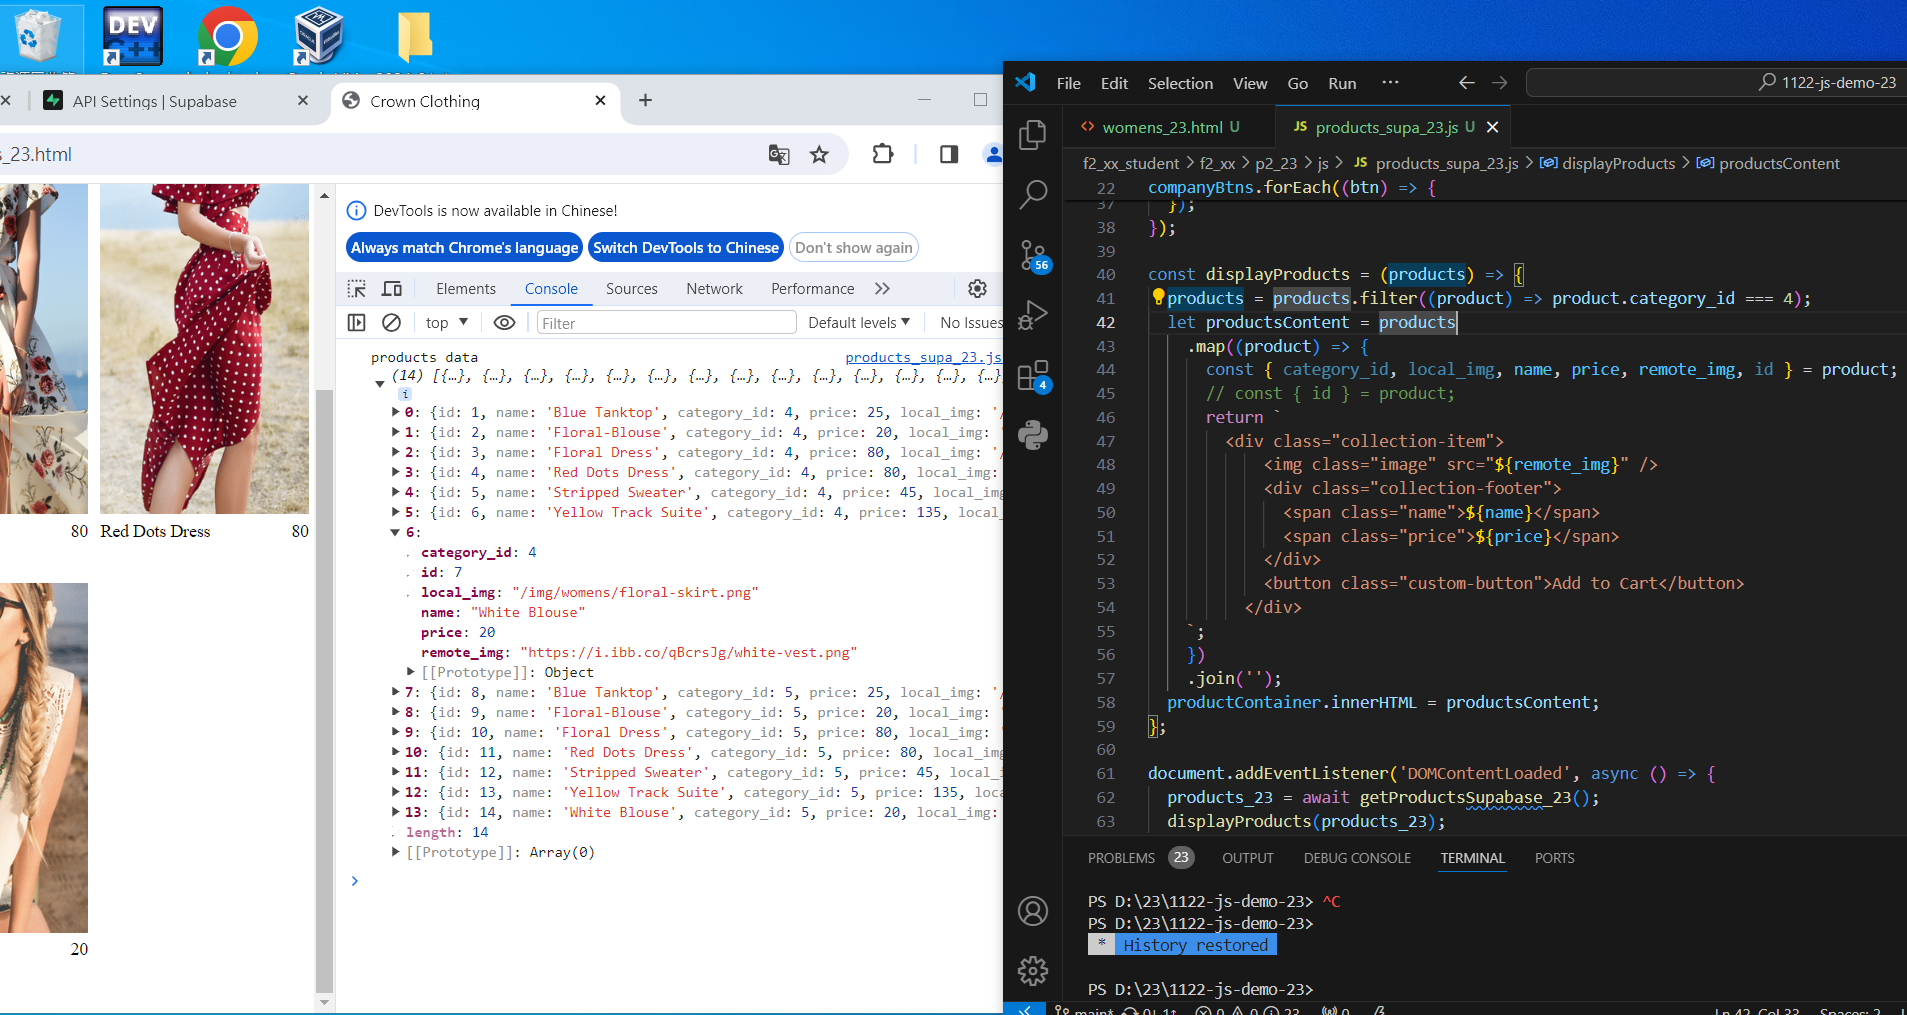 DEV
C++
File Edit Selection View Go Run ···
1122-js-demo-23
API Settings | Supabase
Crown Clothing
womens_23.html U
JS products_supa_23.js U
s_23.html
f2_xx_student > f2_xx > p2_23 > js > JS products_supa_23.js > displayProducts > productsContent
DevTools is now available in Chinese!
Always match Chrome's language
Switch DevTools to Chinese
Don't show again
Elements Console Sources Network Performance
top
Filter
Default levels
No Issues
products data
products_supa_23.js
(14) [{…}, {…}, {…}, {…}, {…}, {…}, {…}, {…}, {…}, {…}, {…}, {…}, {…}, {…}
i
0: {id: 1, name: 'Blue Tanktop', category_id: 4, price: 25, local_img: '/
1: {id: 2, name: 'Floral-Blouse', category_id: 4, price: 20, local_img: '
2: {id: 3, name: 'Floral Dress', category_id: 4, price: 80, local_img: '/
3: {id: 4, name: 'Red Dots Dress', category_id: 4, price: 80, local_img:
4: {id: 5, name: 'Stripped Sweater', category_id: 4, price: 45, local_img
5: {id: 6, name: 'Yellow Track Suite', category_id: 4, price: 135, local_
6:
category_id: 4
id: 7
local_img: "/img/womens/floral-skirt.png"
name: "White Blouse"
price: 20
remote_img: "https://i.ibb.co/qBcrsJg/white-vest.png"
[[Prototype]]: Object
7: {id: 8, name: 'Blue Tanktop', category_id: 5, price: 25, local_img: '/
8: {id: 9, name: 'Floral-Blouse', category_id: 5, price: 20, local_img: '
9: {id: 10, name: 'Floral Dress', category_id: 5, price: 80, local_img: '
10: {id: 11, name: 'Red Dots Dress', category_id: 5, price: 80, local_img
11: {id: 12, name: 'Stripped Sweater', category_id: 5, price: 45, local_i
12: {id: 13, name: 'Yellow Track Suite', category_id: 5, price: 135, loca
13: {id: 14, name: 'White Blouse', category_id: 5, price: 20, local_img:
length: 14
[[Prototype]]: Array(0)
80
Red Dots Dress 80
20
22 companyBtns.forEach((btn) => {
37 });
38 });
39
40 const displayProducts = (products) => {
41 products = products.filter((product) => product.category_id === 4);
42 let productsContent = products
43 .map((product) => {
44 const { category_id, local_img, name, price, remote_img, id } = product;
45 // const { id } = product;
46 return `
47 <div class="collection-item">
48 <img class="image" src="${remote_img}" />
49 <div class="collection-footer">
50 <span class="name">${name}</span>
51 <span class="price">${price}</span>
52 </div>
53 <button class="custom-button">Add to Cart</button>
54 </div>
55 `;
56 })
57 .join('');
58 productContainer.innerHTML = productsContent;
59 };
60
61 document.addEventListener('DOMContentLoaded', async () => {
62 products_23 = await getProductsSupabase_23();
63 displayProducts(products_23);
56
4
PROBLEMS 23 OUTPUT DEBUG CONSOLE TERMINAL PORTS
PS D:\23\1122-js-demo-23> ^C
PS D:\23\1122-js-demo-23>
* History restored
PS D:\23\1122-js-demo-23>
main* 0↓ 1↑ 0 0 23 0 Ln 42, Col 33 Spaces: 2